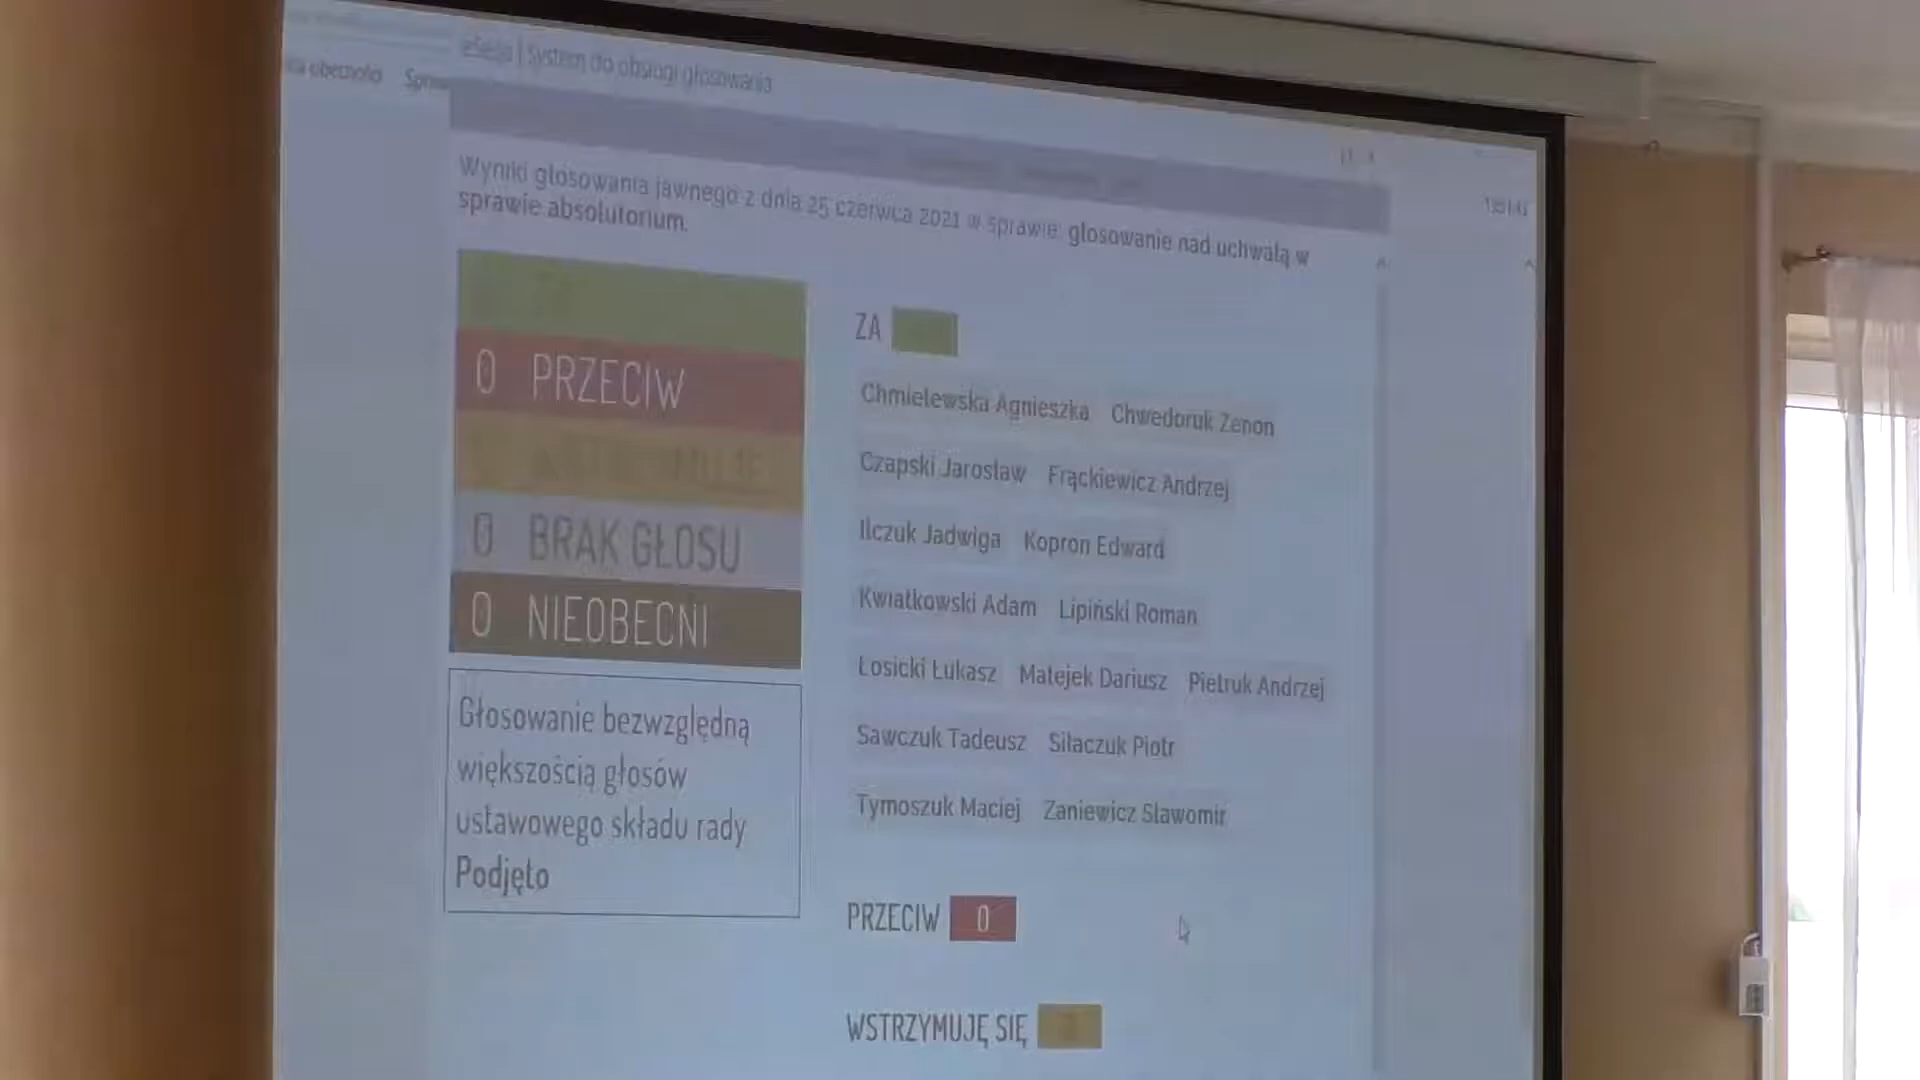 System do obsługi głosowania
Wyniki głosowania jawnego z dnia 25 czerwca 2021 w sprawie: głosowanie nad uchwałą w
sprawie absolutorium.
0 PRZECIW
0 BRAK GŁOSU
0 NIEOBECNI
Głosowanie bezwzględną
większością głosów
ustawowego składu rady
Podjęto
ZA
Chmielewska Agnieszka Chwedoruk Zenon
Czapski Jarosław Frąckiewicz Andrzej
Ilczuk Jadwiga Kopron Edward
Kwiatkowski Adam Lipiński Roman
Łosicki Łukasz Matejek Dariusz Pietruk Andrzej
Sawczuk Tadeusz Silaczuk Piotr
Tymoszuk Maciej Zaniewicz Sławomir
PRZECIW 0
WSTRZYMUJĘ SIĘ